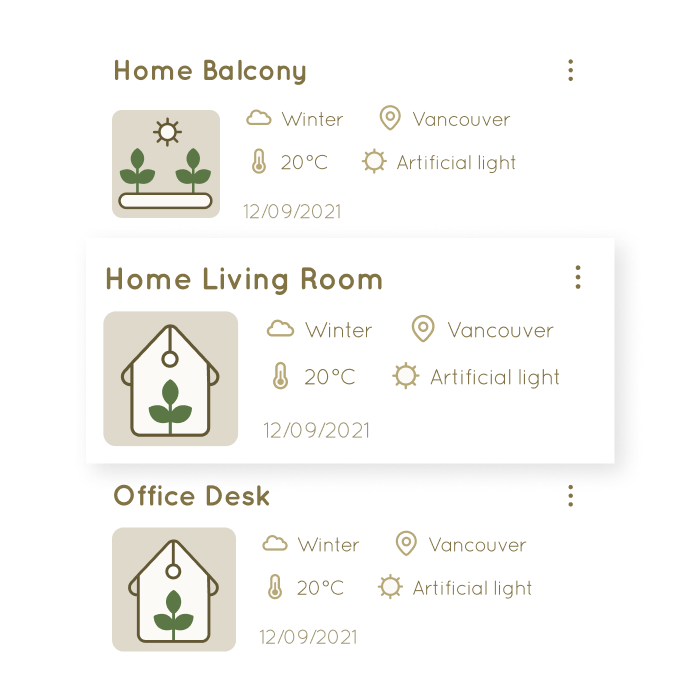 Home Balcony
Winter Vancouver
20°C Artificial light
12/09/2021
Home Living Room
Winter Vancouver
20°C Artificial light
12/09/2021
Office Desk
Winter Vancouver
20°C Artificial light
12/09/2021